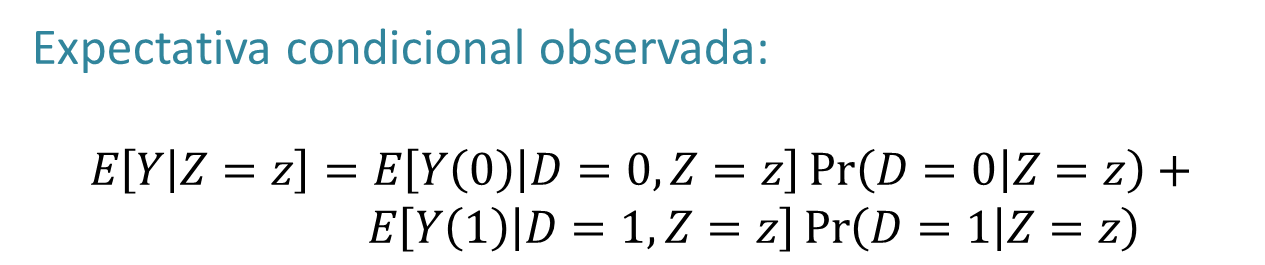 Expectativa condicional observada:
E[Y|Z = z] = E[Y(0)|D = 0, Z = z] Pr(D = 0|Z = z) +
E[Y(1)|D = 1, Z = z] Pr(D = 1|Z = z)